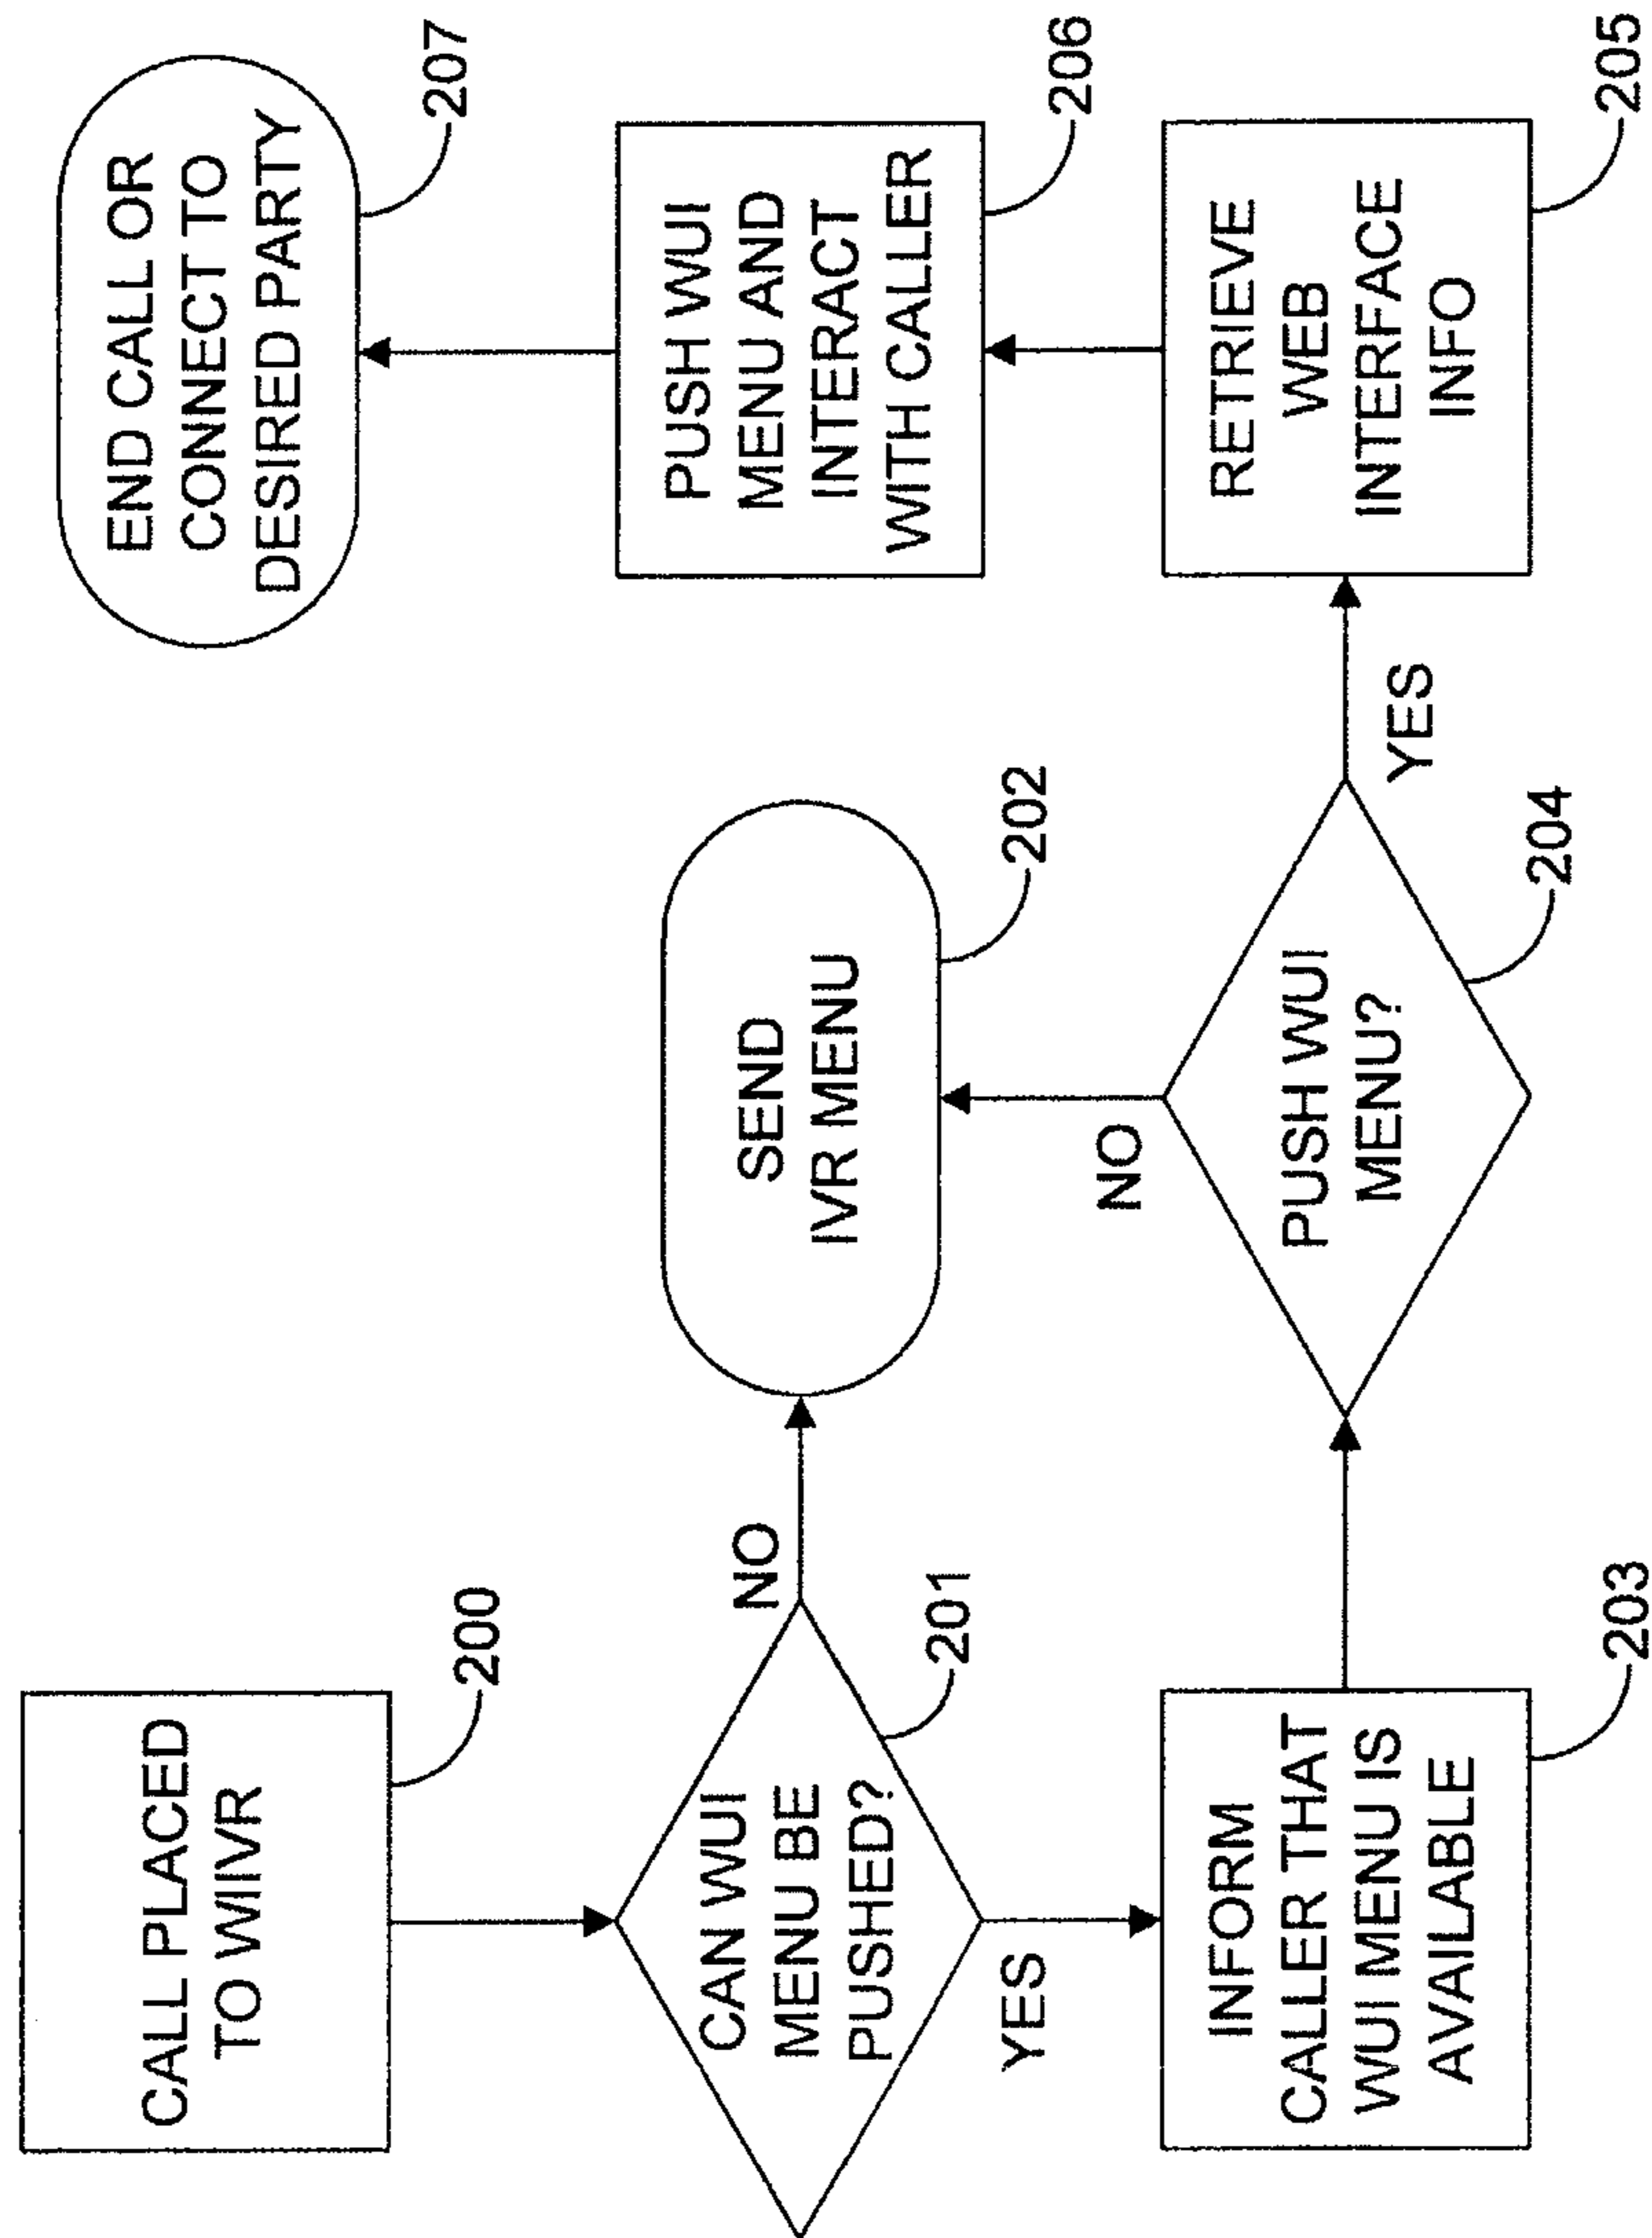 CALL PLACED
TO WIVR
200
CAN WUI
MENU BE
PUSHED?
201
NO
YES
SEND
IVR MENU
202
INFORM
CALLER THAT
WUI MENU IS
AVAILABLE
203
PUSH WUI
MENU?
204
NO
YES
RETRIEVE
WEB
INTERFACE
INFO
205
PUSH WUI
MENU AND
INTERACT
WITH CALLER
206
END CALL OR
CONNECT TO
DESIRED PARTY
207